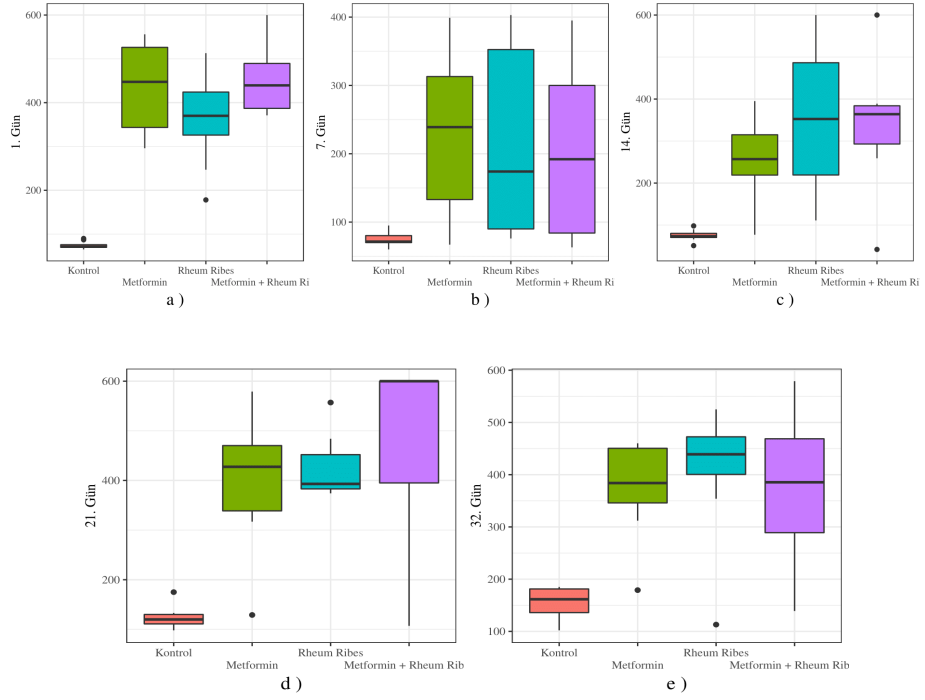 600
400
200
1. Gün
Kontrol
Metformin
Rheum Ribes
Metformin + Rheum Ri
a )
400
300
200
100
7. Gün
Kontrol
Metformin
Rheum Ribes
Metformin + Rheum Ri
b )
600
400
200
14. Gün
Kontrol
Metformin
Rheum Ribes
Metformin + Rheum Ri
c )
600
400
200
21. Gün
Kontrol
Metformin
Rheum Ribes
Metformin + Rheum Rib
d )
600
500
400
300
200
100
32. Gün
Kontrol
Metformin
Rheum Ribes
Metformin + Rheum Rib
e )